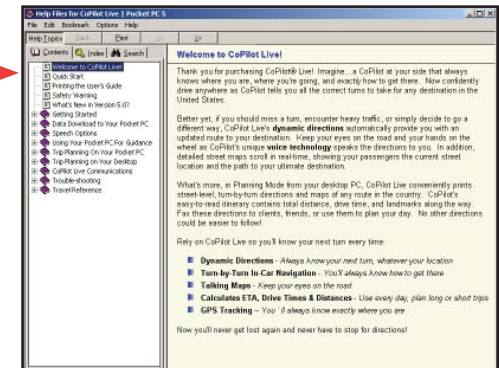 Help Files for CoPilot Live | Pocket PC 5
File Edit Bookmark Options Help
Help Topics Back Print << >>
Contents Index Search
Welcome to CoPilot Live!
Quick Start
Printing the User's Guide
Safety Warning
What's New in Version 5.0?
Getting Started
Data Download to Your Pocket PC
Speech Options
Using Your Pocket PC For Guidance
Trip Planning on Your Pocket PC
Trip Planning on Your Desktop
CoPilot Live Communications
Trouble-shooting
Travel Reference
Welcome to CoPilot Live!
Thank you for purchasing CoPilot® Live! Imagine...a CoPilot at your side that always
knows where you are, where you're going, and exactly how to get there. Now confidently
drive anywhere as CoPilot tells you all the correct turns to take for any destination in the
United States.
Better yet, if you should miss a turn, encounter heavy traffic, or simply decide to go a
different way, CoPilot Live's dynamic directions automatically provide you with an
updated route to your destination. Keep your eyes on the road and your hands on the
wheel as CoPilot's unique voice technology speaks the directions to you. In addition,
detailed street maps scroll in real-time, showing your passengers the current street
location and the path to your ultimate destination.
What's more, in Planning Mode from your desktop PC, CoPilot Live conveniently prints
street-level, turn-by-turn directions and maps of any route in the country. CoPilot's
easy-to-read itinerary contains total distance, drive time, and landmarks along the way.
Fax these directions to clients, friends, or use them to plan your day. No other directions
could be easier to follow!
Rely on CoPilot Live so you'll know your next turn every time:
Dynamic Directions - Always know your next turn, whatever your location
Turn-by-Turn In-Car Navigation - You'll always know how to get there
Talking Maps - Keep your eyes on the road
Calculates ETA, Drive Times & Distances - Use every day, plan long or short trips
GPS Tracking – You´ll always know exactly where you are
Now you'll never get lost again and never have to stop for directions!